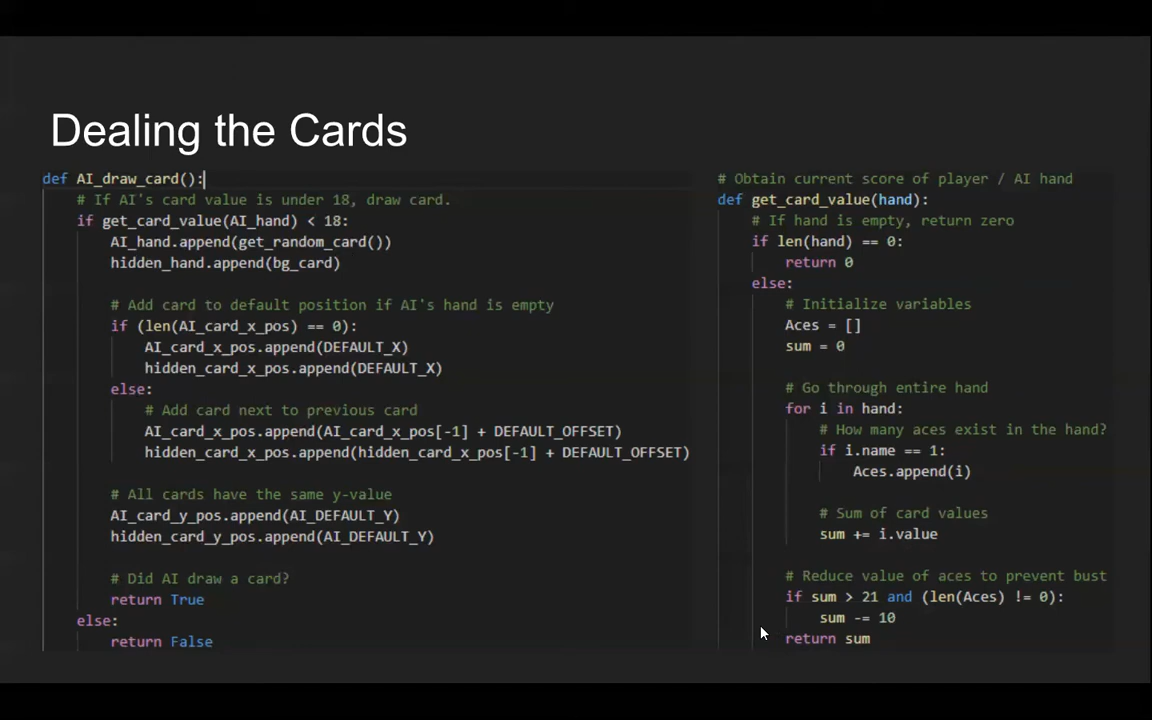 Dealing the Cards
def AI_draw_card():
# If AI's card value is under 18, draw card.
if get_card_value(AI_hand) < 18:
AI_hand.append(get_random_card())
hidden_hand.append(bg_card)
# Add card to default position if AI's hand is empty
if (len(AI_card_x_pos) == 0):
AI_card_x_pos.append(DEFAULT_X)
hidden_card_x_pos.append(DEFAULT_X)
else:
# Add card next to previous card
AI_card_x_pos.append(AI_card_x_pos[-1] + DEFAULT_OFFSET)
hidden_card_x_pos.append(hidden_card_x_pos[-1] + DEFAULT_OFFSET)
# All cards have the same y-value
AI_card_y_pos.append(AI_DEFAULT_Y)
hidden_card_y_pos.append(AI_DEFAULT_Y)
# Did AI draw a card?
return True
else:
return False
# Obtain current score of player / AI hand
def get_card_value(hand):
# If hand is empty, return zero
if len(hand) == 0:
return 0
else:
# Initialize variables
Aces = []
sum = 0
# Go through entire hand
for i in hand:
# How many aces exist in the hand?
if i.name == 1:
Aces.append(i)
# Sum of card values
sum += i.value
# Reduce value of aces to prevent bust
if sum > 21 and (len(Aces) != 0):
sum -= 10
return sum